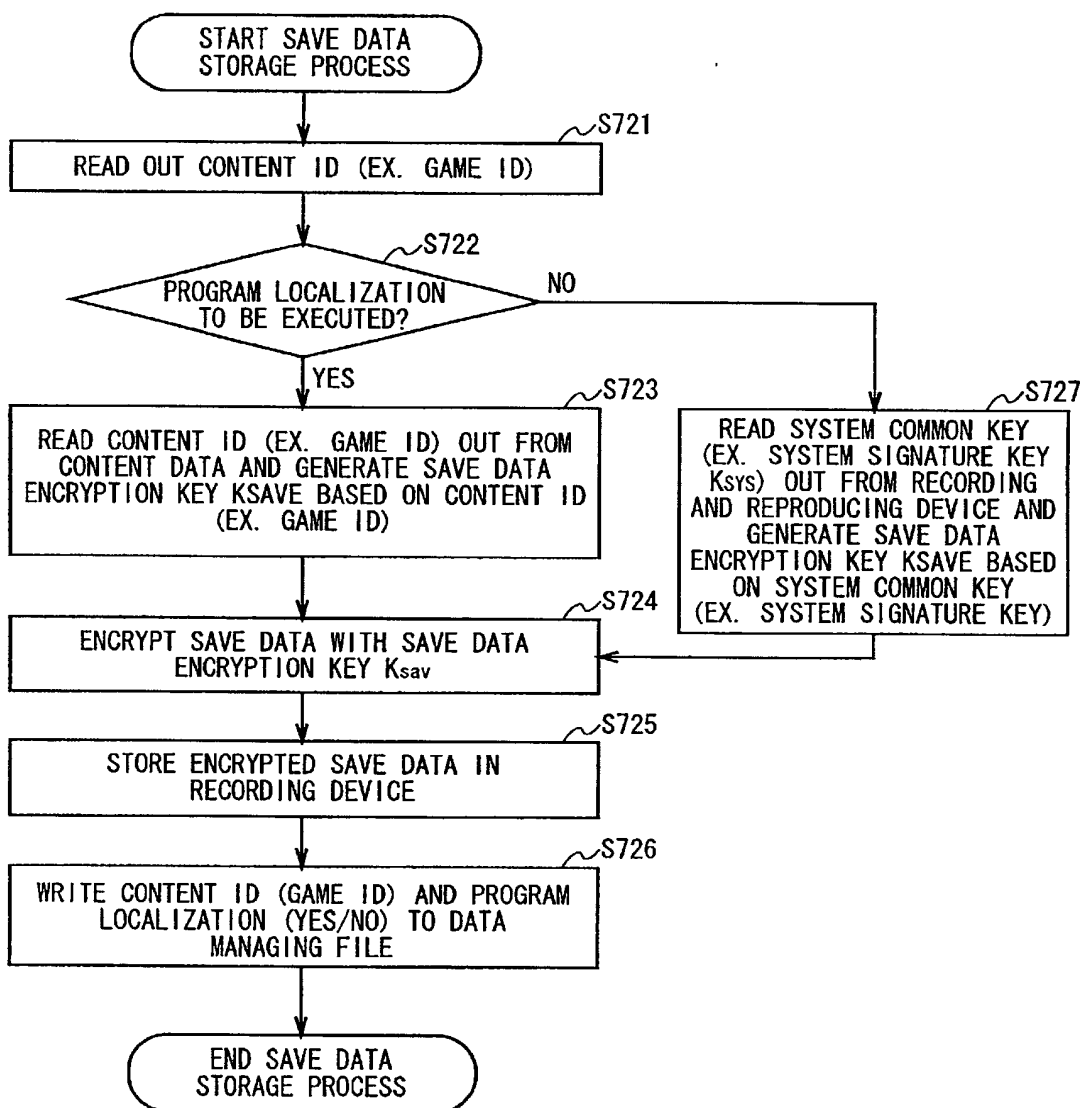 START SAVE DATA
STORAGE PROCESS
S721
READ OUT CONTENT ID (EX. GAME ID)
S722
PROGRAM LOCALIZATION
TO BE EXECUTED?
NO
YES
S723
READ CONTENT ID (EX. GAME ID) OUT FROM
CONTENT DATA AND GENERATE SAVE DATA
ENCRYPTION KEY KSAVE BASED ON CONTENT ID
(EX. GAME ID)
S727
READ SYSTEM COMMON KEY
(EX. SYSTEM SIGNATURE KEY
Ksys) OUT FROM RECORDING
AND REPRODUCING DEVICE AND
GENERATE SAVE DATA
ENCRYPTION KEY KSAVE BASED
ON SYSTEM COMMON KEY
(EX. SYSTEM SIGNATURE KEY)
S724
ENCRYPT SAVE DATA WITH SAVE DATA
ENCRYPTION KEY Ksav
S725
STORE ENCRYPTED SAVE DATA IN
RECORDING DEVICE
S726
WRITE CONTENT ID (GAME ID) AND PROGRAM
LOCALIZATION (YES/NO) TO DATA
MANAGING FILE
END SAVE DATA
STORAGE PROCESS